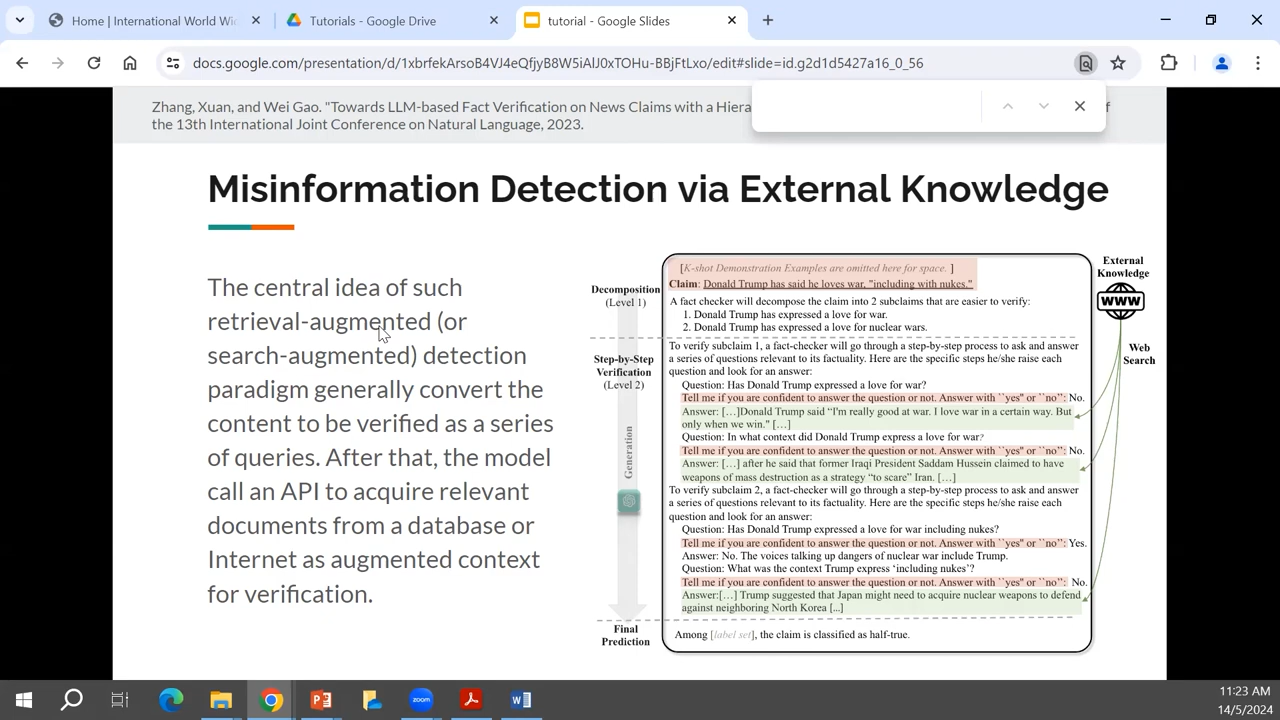 Home | International World Wid
Tutorials - Google Drive
tutorial - Google Slides
docs.google.com/presentation/d/1xbrfekArsoB4VJ4eQfjyB8W5iAlJ0xTOHu-BBjFtLxo/edit#slide=id.g2d1d5427a16_0_56
Zhang, Xuan, and Wei Gao. "Towards LLM-based Fact Verification on News Claims with a Hiera
f
the 13th International Joint Conference on Natural Language, 2023.
Misinformation Detection via External Knowledge
The central idea of such
retrieval-augmented (or
search-augmented) detection
paradigm generally convert the
content to be verified as a series
of queries. After that, the model
call an API to acquire relevant
documents from a database or
Internet as augmented context
for verification.
Decomposition
(Level 1)
Step-by-Step
Verification
(Level 2)
Generation
Final
Prediction
[K-shot Demonstration Examples are omitted here for space. ]
Claim: Donald Trump has said he loves war, "including with nukes."
A fact checker will decompose the claim into 2 subclaims that are easier to verify:
1. Donald Trump has expressed a love for war.
2. Donald Trump has expressed a love for nuclear wars.
To verify subclaim 1, a fact-checker will go through a step-by-step process to ask and answer
a series of questions relevant to its factuality. Here are the specific steps he/she raise each
question and look for an answer:
Question: Has Donald Trump expressed a love for war?
Tell me if you are confident to answer the question or not. Answer with ``yes" or ``no": No.
Answer: […]Donald Trump said “I'm really good at war. I love war in a certain way. But
only when we win." […]
Question: In what context did Donald Trump express a love for war?
Tell me if you are confident to answer the question or not. Answer with ``yes" or ``no": No.
Answer: […] after he said that former Iraqi President Saddam Hussein claimed to have
weapons of mass destruction as a strategy “to scare” Iran. […]
To verify subclaim 2, a fact-checker will go through a step-by-step process to ask and answer
a series of questions relevant to its factuality. Here are the specific steps he/she raise each
question and look for an answer:
Question: Has Donald Trump expressed a love for war including nukes?
Tell me if you are confident to answer the question or not. Answer with ``yes" or ``no": Yes.
Answer: No. The voices talking up dangers of nuclear war include Trump.
Question: What was the context Trump express ‘including nukes’?
Tell me if you are confident to answer the question or not. Answer with ``yes" or ``no": No.
Answer:[…] Trump suggested that Japan might need to acquire nuclear weapons to defend
against neighboring North Korea [...]
Among [label set], the claim is classified as half-true.
External
Knowledge
WWW
Web
Search
zoom
11:23 AM
14/5/2024